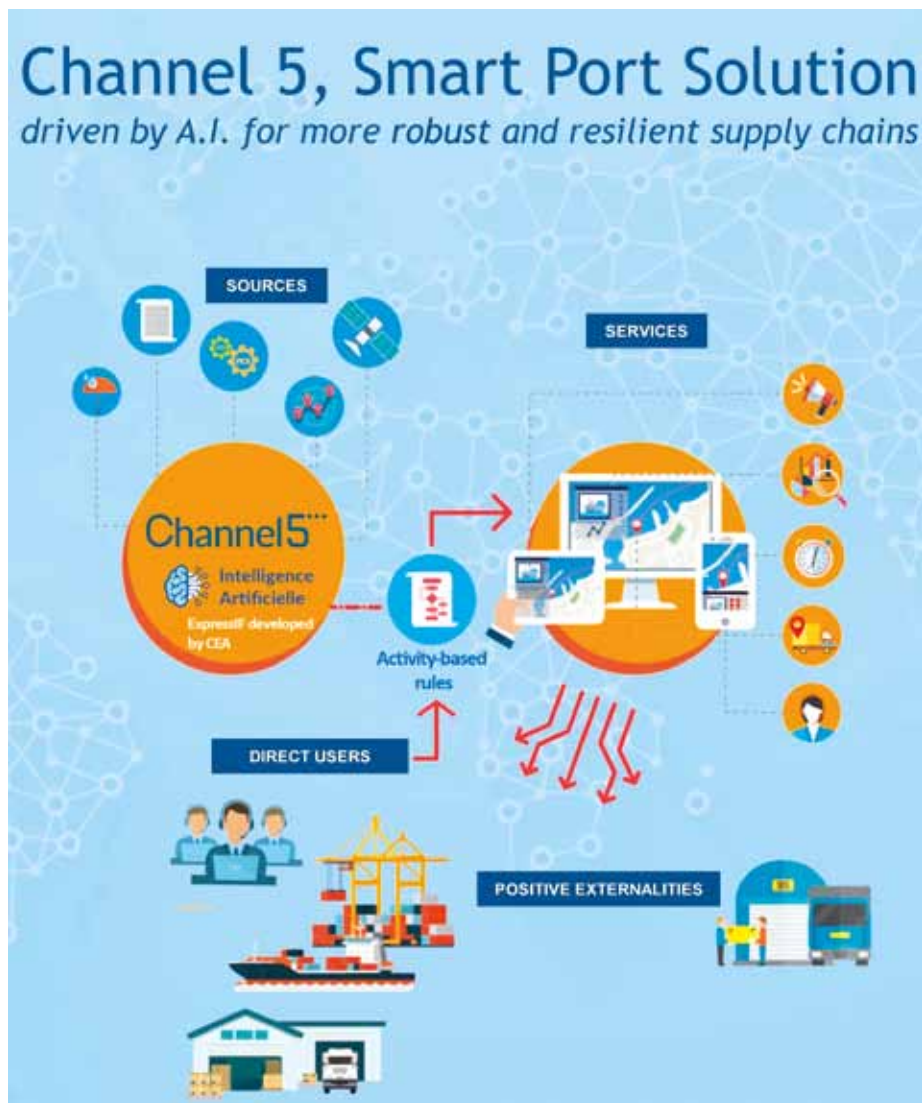 Channel 5, Smart Port Solution
driven by A.I. for more robust and resilient supply chains
SOURCES
SERVICES
Channel5
Intelligence
Artificielle
ExpressIF developed
by CEA
Activity-based
rules
DIRECT USERS
POSITIVE EXTERNALITIES